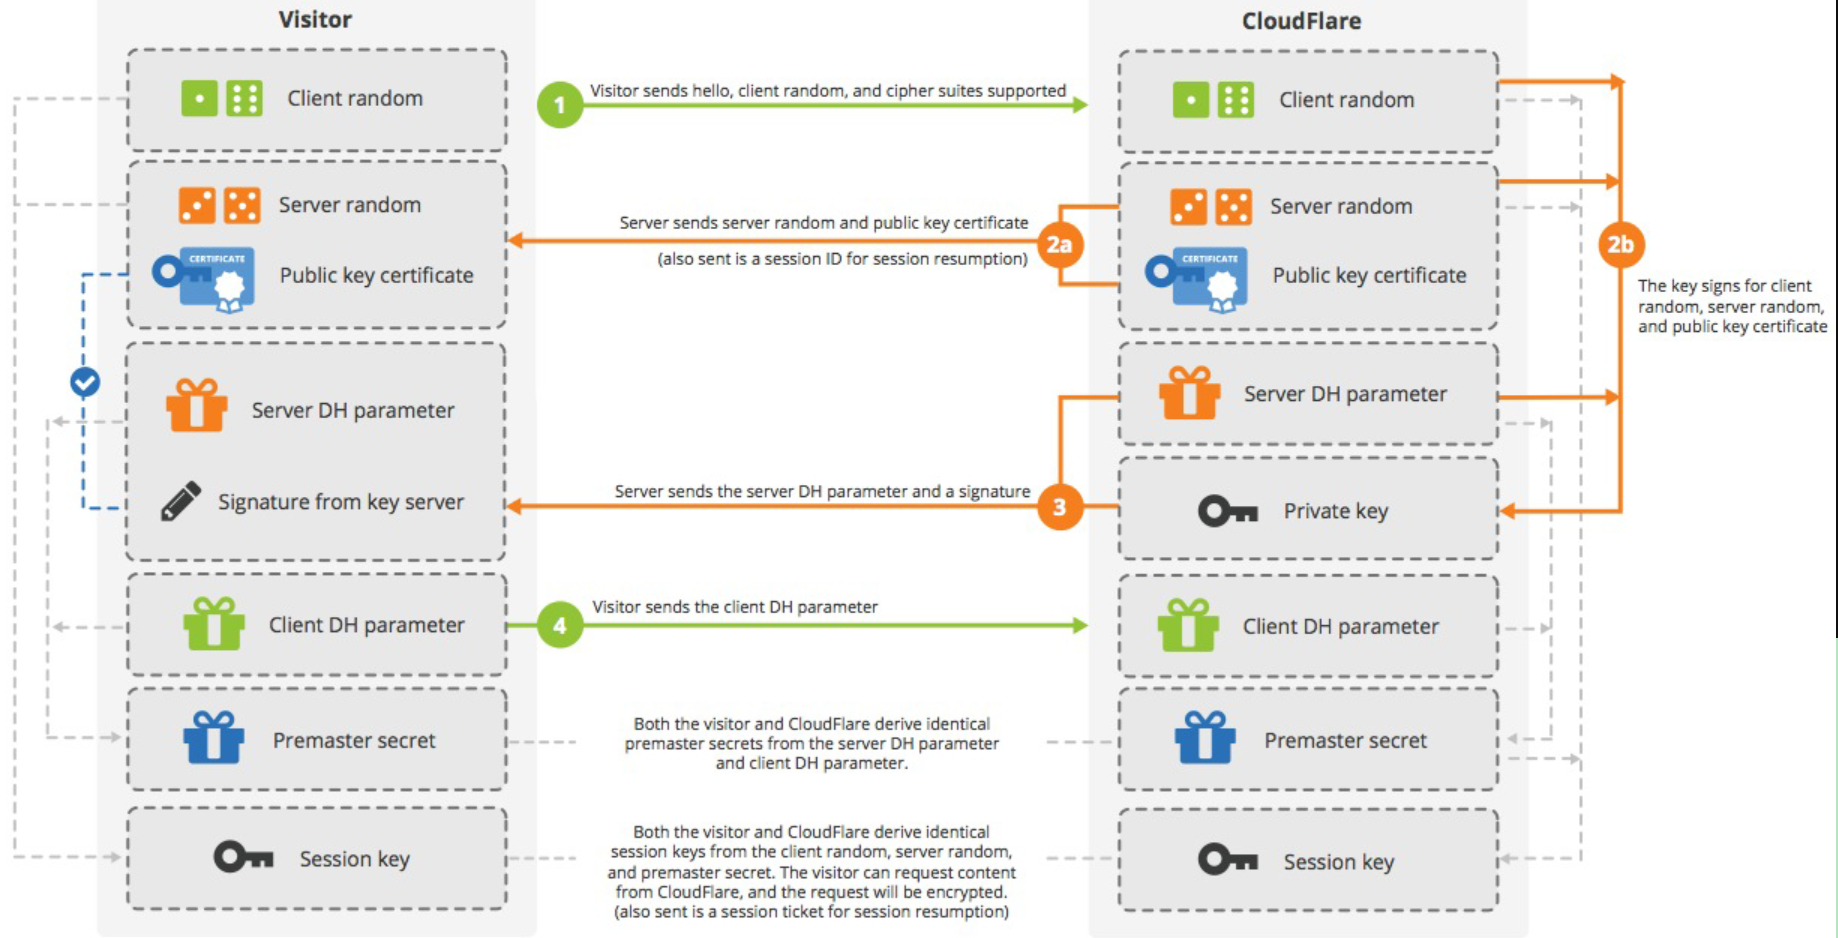 Visitor
CloudFlare
Client random
1
Visitor sends hello, client random, and cipher suites supported
Client random
Server random
Server sends server random and public key certificate
2a
(also sent is a session ID for session resumption)
Server random
2b
CERTIFICATE
Public key certificate
CERTIFICATE
Public key certificate
The key signs for client
random, server random,
and public key certificate
Server DH parameter
Server DH parameter
Signature from key server
Server sends the server DH parameter and a signature
3
Private key
Client DH parameter
4
Visitor sends the client DH parameter
Client DH parameter
Premaster secret
Both the visitor and CloudFlare derive identical
premaster secrets from the server DH parameter
and client DH parameter.
Premaster secret
Session key
Both the visitor and CloudFlare derive identical
session keys from the client random, server random,
and premaster secret. The visitor can request content
from CloudFlare, and the request will be encrypted.
(also sent is a session ticket for session resumption)
Session key